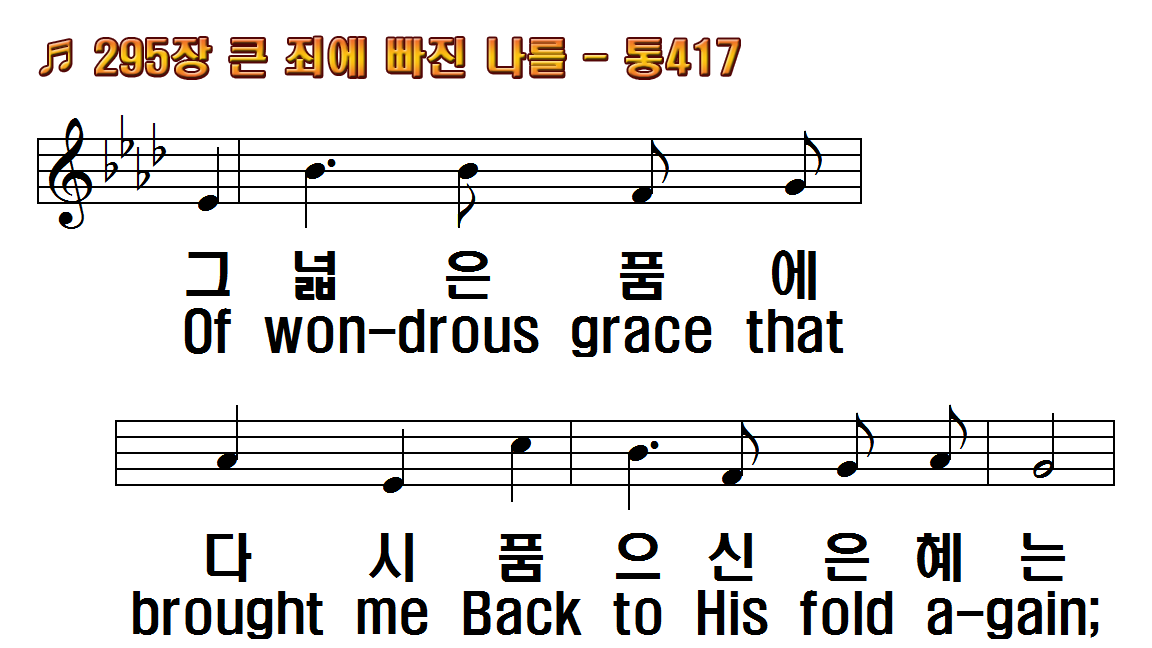 ♬ 295장 큰 죄에 빠진 나를 - 통417
그 넓 은 품 에
Of won-drous grace that
다 시 품 으 신 은 혜 는
brought me Back to His fold a-gain;